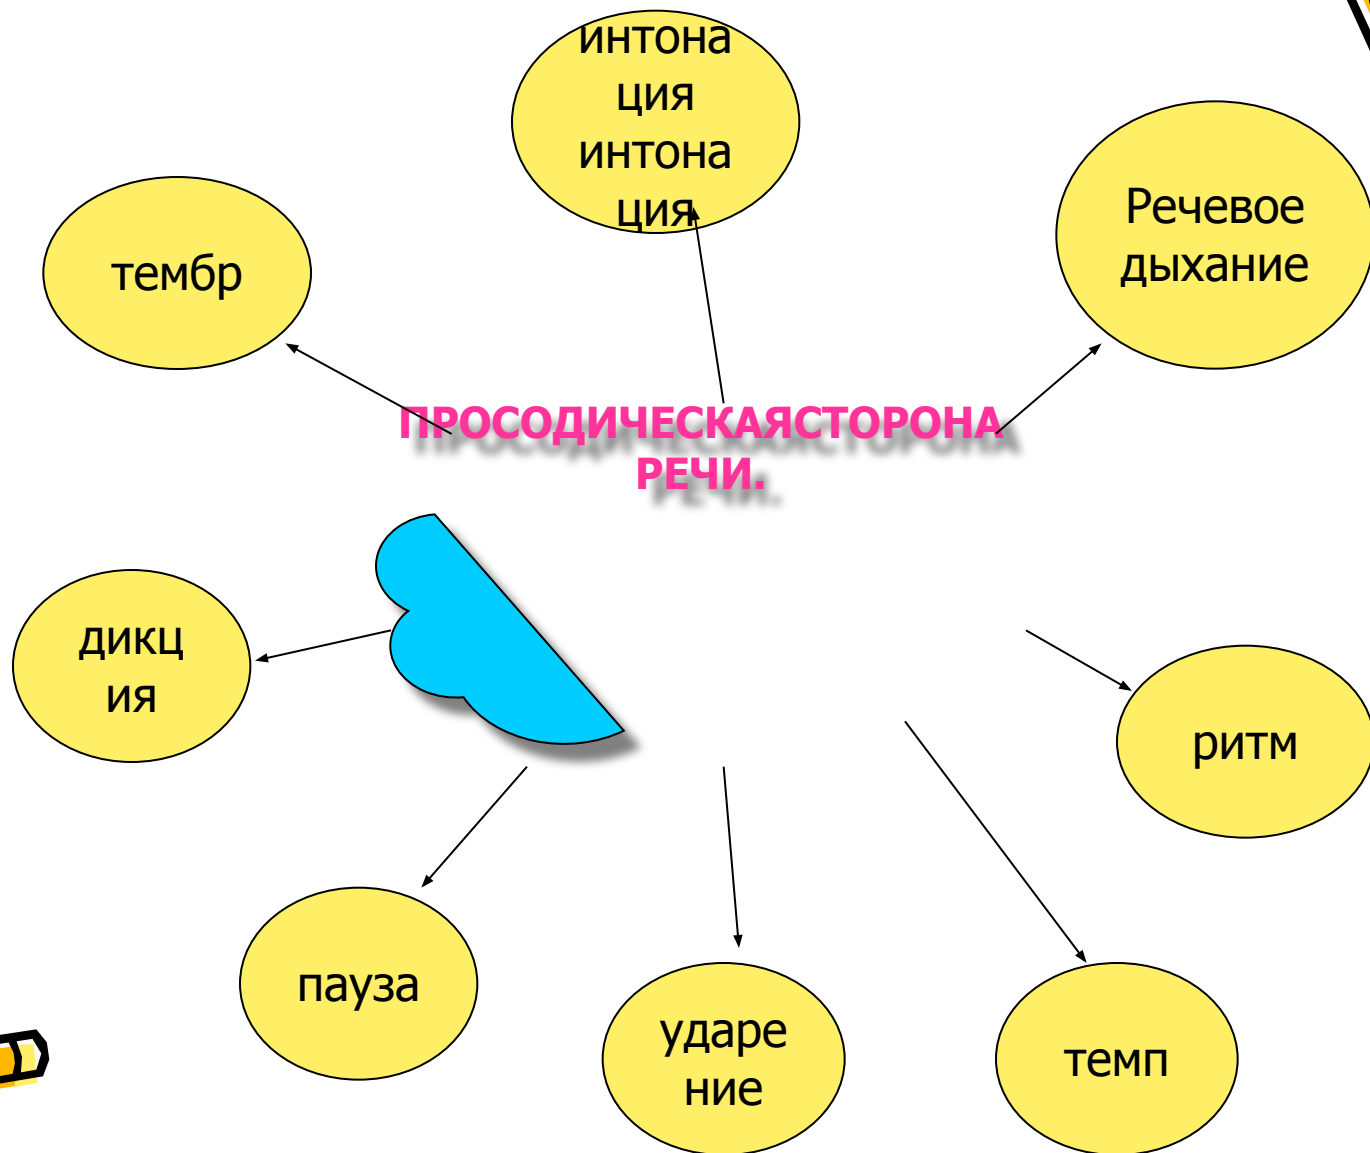 интона
ция
интона
ция
Речевое
дыхание
тембр
ПРОСОДИЧЕСКАЯСТОРОНА
РЕЧИ.
дикц
ия
ритм
пауза
ударе
ние
темп